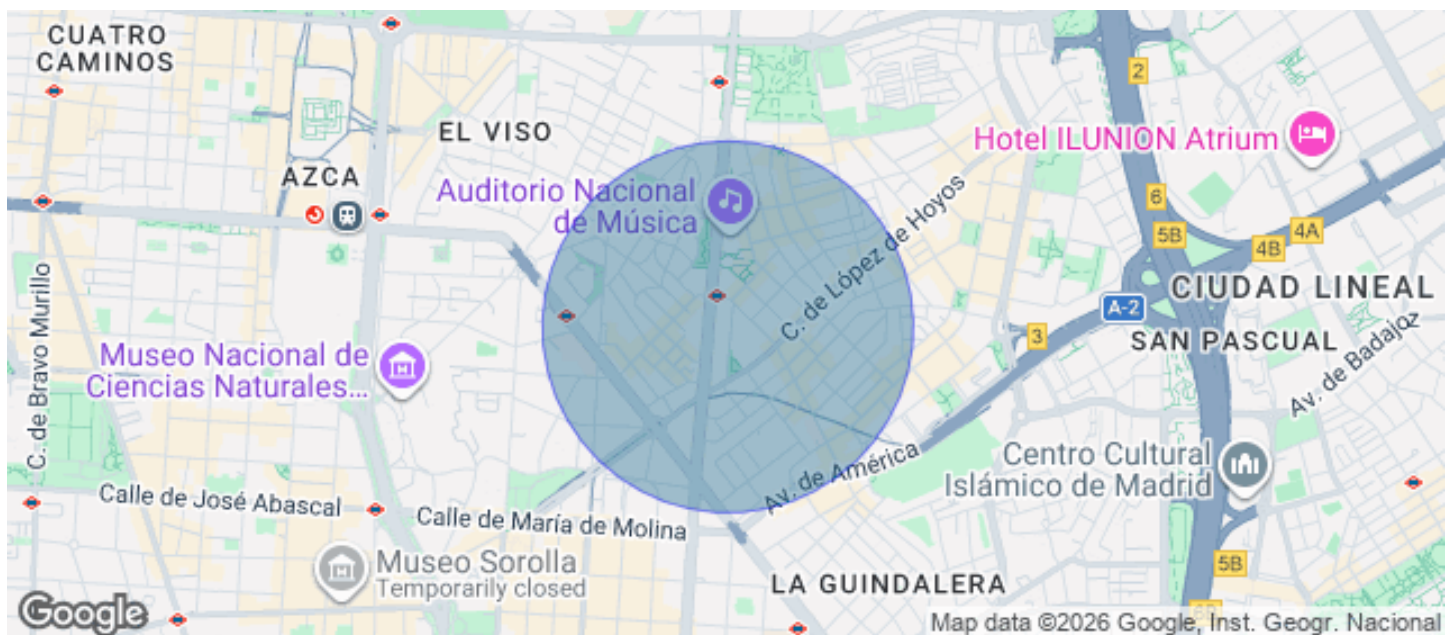 CUATRO
CAMINOS
EL VISO
AZCA
Auditorio Nacional
de Música
Hotel ILUNION Atrium
2
6
5B
4B
4A
A-2
3
CIUDAD LINEAL
SAN PASCUAL
C. de López de Hoyos
Av. de Badajoz
C. de Bravo Murillo
Museo Nacional de
Ciencias Naturales...
Av. de América
Centro Cultural
Islámico de Madrid
Calle de José Abascal
Calle de María de Molina
Museo Sorolla
Temporarily closed
LA GUINDALERA
5B
Google
Map data ©2026 Google, Inst. Geogr. Nacional